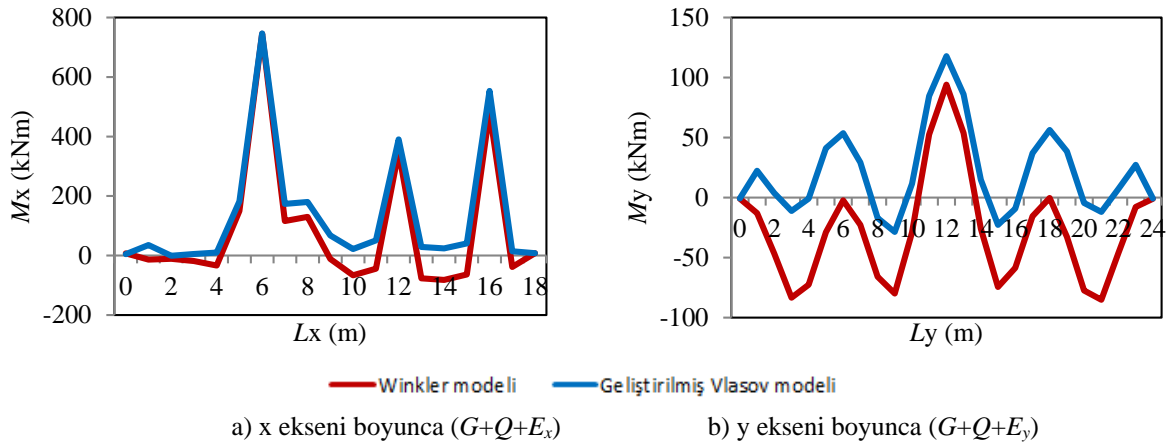 800
600
400
200
0
-200
Mx (kNm)
0 2 4 6 8 10 12 14 16 18
Lx (m)
150
100
50
0
-50
-100
My (kNm)
0 2 4 6 8 10 12 14 16 18 20 22 24
Ly (m)
Winkler modeli Geliştirilmiş Vlasov modeli
a) x ekseni boyunca (G+Q+Ex) b) y ekseni boyunca (G+Q+Ey)